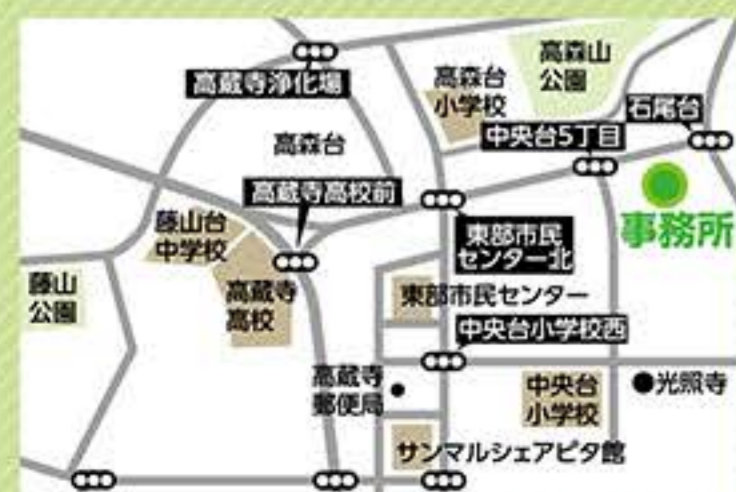 高蔵寺浄化場
高森台
小学校
高森山
公園
石尾台
中央台5丁目
高森台
高蔵寺高校前
事務所
藤山台
中学校
東部市民
センター北
藤山
公園
高蔵寺
高校
東部市民センター
中央台小学校西
高蔵寺
郵便局
中央台
小学校
光照寺
サンマルシェアピタ館